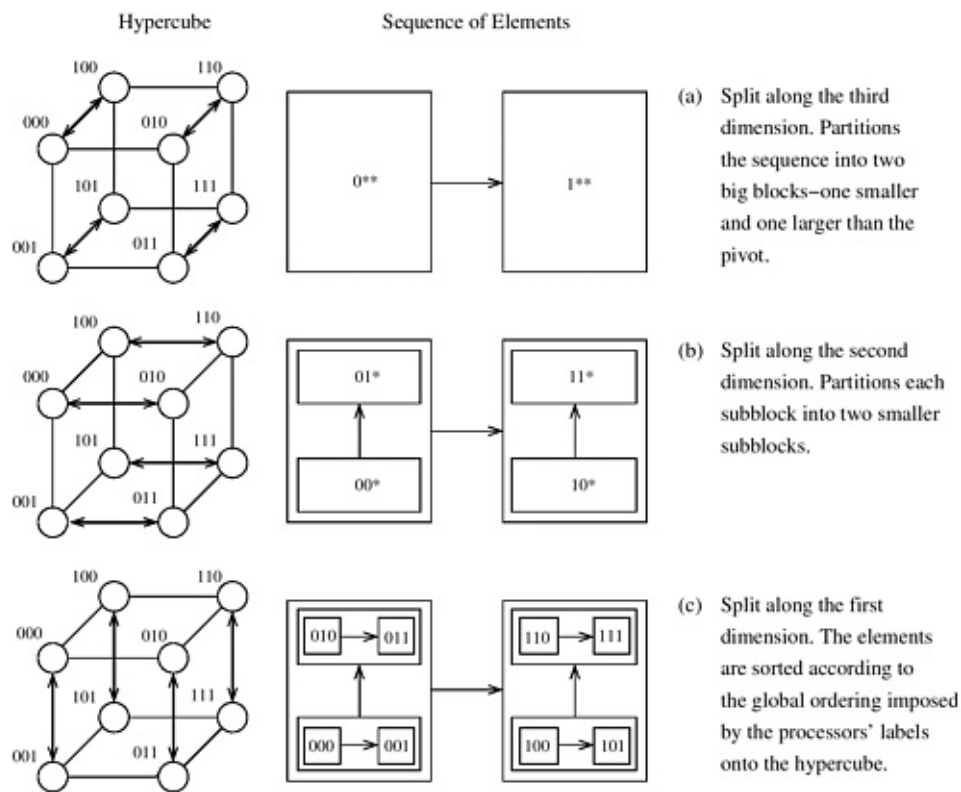 Hypercube
Sequence of Elements
100
110
000
010
101
111
001
011
0**
1**
(a) Split along the third
dimension. Partitions
the sequence into two
big blocks–one smaller
and one larger than the
pivot.
100
110
000
010
101
111
001
011
01*
11*
00*
10*
(b) Split along the second
dimension. Partitions each
subblock into two smaller
subblocks.
100
110
000
010
101
111
001
011
010
011
110
111
000
001
100
101
(c) Split along the first
dimension. The elements
are sorted according to
the global ordering imposed
by the processors’ labels
onto the hypercube.